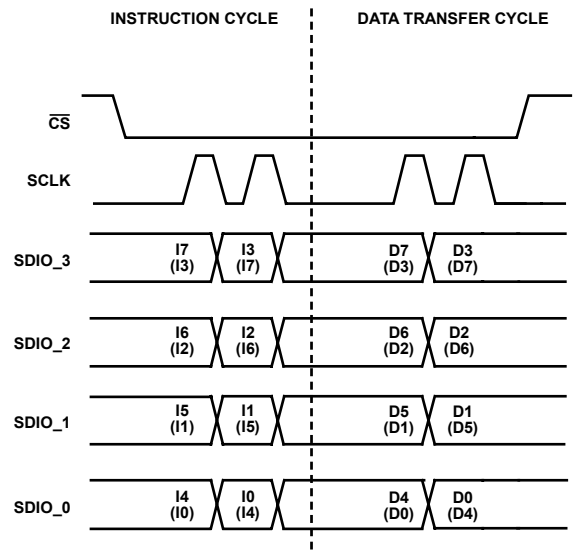 INSTRUCTION CYCLE DATA TRANSFER CYCLE
CS
SCLK
SDIO_3 I7 I3 D7 D3
(I3) (I7) (D3) (D7)
SDIO_2 I6 I2 D6 D2
(I2) (I6) (D2) (D6)
SDIO_1 I5 I1 D5 D1
(I1) (I5) (D1) (D5)
SDIO_0 I4 I0 D4 D0
(I0) (I4) (D0) (D4)